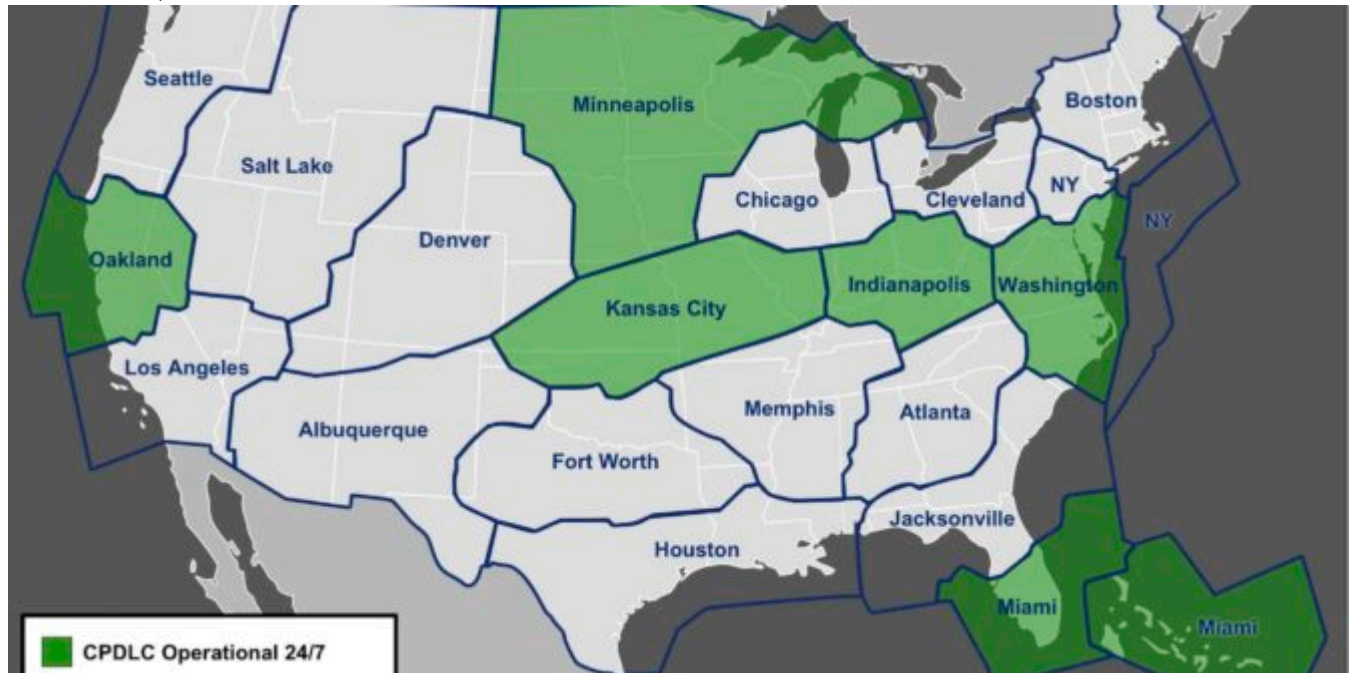 Seattle
Minneapolis
Boston
Salt Lake
Chicago
Cleveland
NY
NY
Denver
Oakland
Kansas City
Indianapolis
Washington
Los Angeles
Albuquerque
Memphis
Atlanta
Fort Worth
Jacksonville
Houston
Miami
Miami
CPDLC Operational 24/7